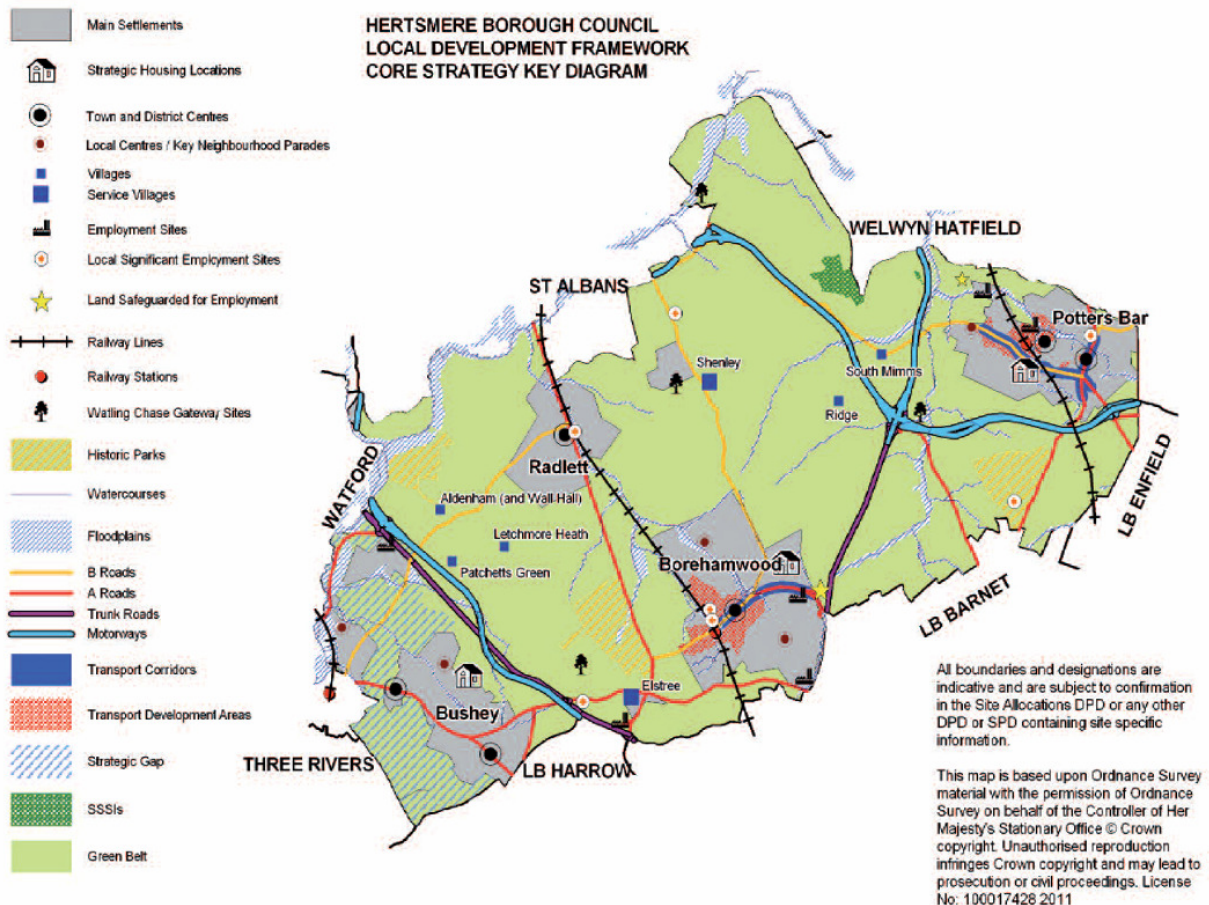 HERTSMERE BOROUGH COUNCIL
LOCAL DEVELOPMENT FRAMEWORK
CORE STRATEGY KEY DIAGRAM
Main Settlements
Strategic Housing Locations
Town and District Centres
Local Centres / Key Neighbourhood Parades
Villages
Service Villages
Employment Sites
Local Significant Employment Sites
Land Safeguarded for Employment
Railway Lines
Railway Stations
Watling Chase Gateway Sites
Historic Parks
Watercourses
Floodplains
B Roads
A Roads
Trunk Roads
Motorways
Transport Corridors
Transport Development Areas
Strategic Gap
SSSIs
Green Belt
WELWYN HATFIELD
ST ALBANS
Potters Bar
Shenley
South Mimms
Ridge
Radlett
WATFORD
LB ENFIELD
Aldenham (and Wall-Hall)
Letchmore Heath
Patchetts Green
Borehamwood
LB BARNET
Elstree
Bushey
THREE RIVERS
LB HARROW
All boundaries and designations are
indicative and are subject to confirmation
in the Site Allocations DPD or any other
DPD or SPD containing site specific
information.
This map is based upon Ordnance Survey
material with the permission of Ordnance
Survey on behalf of the Controller of Her
Majesty's Stationary Office © Crown
copyright. Unauthorised reproduction
infringes Crown copyright and may lead to
prosecution or civil proceedings. License
No: 100017428 2011